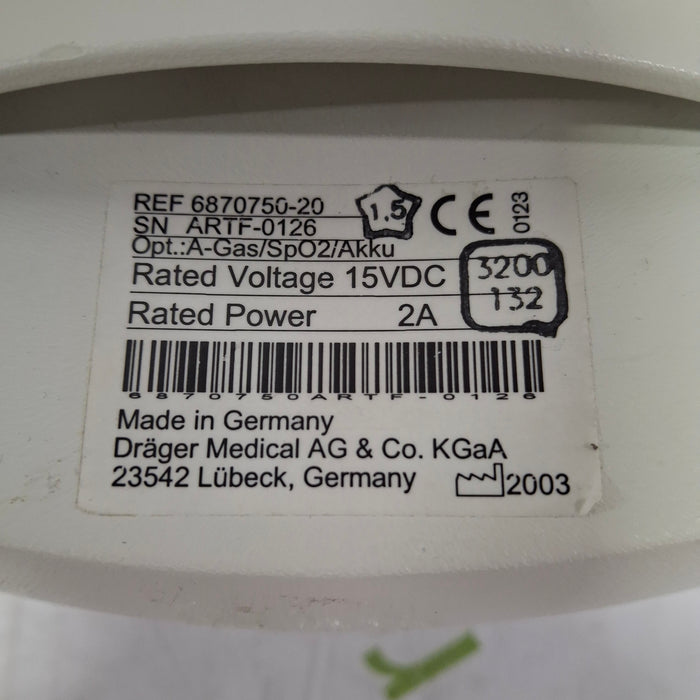 REF 6870750-20
1.5
CE 0123
SN ARTF-0126
Opt.:A-Gas/SpO2/Akku
Rated Voltage 15VDC
3200
132
Rated Power 2A
6870750ARTF-0126
Made in Germany
Dräger Medical AG & Co. KGaA
23542 Lübeck, Germany
2003